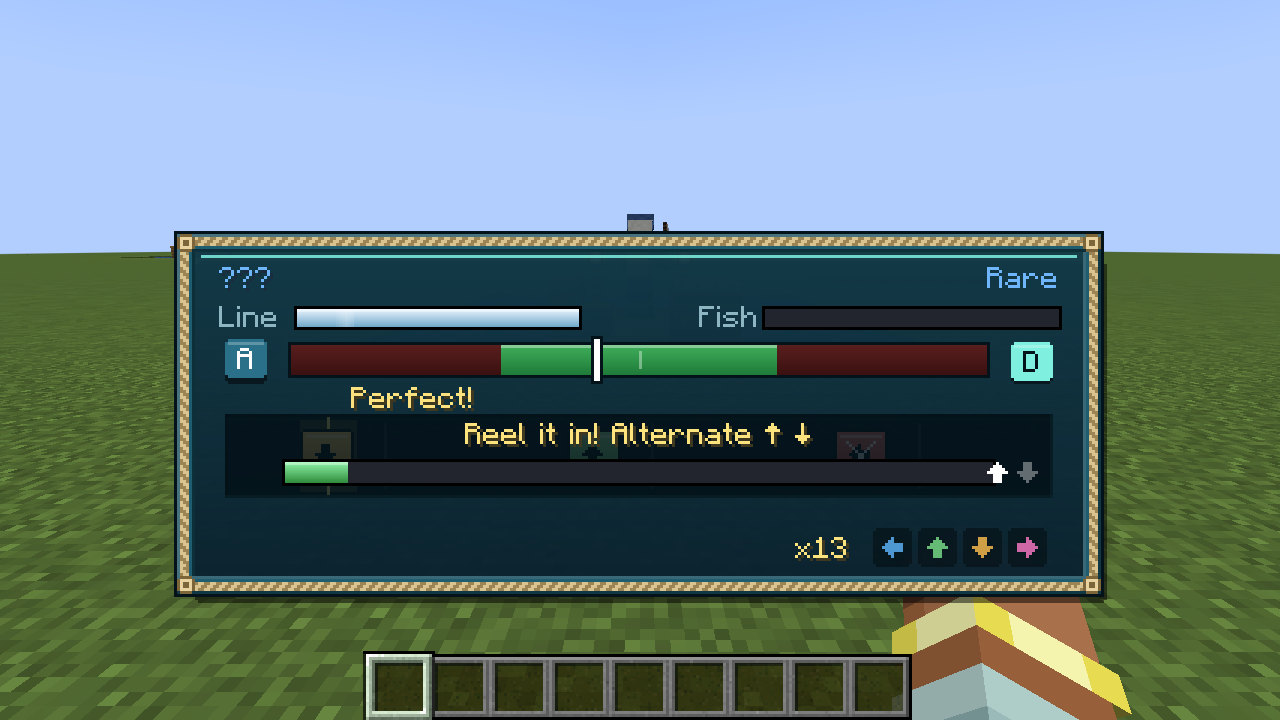 ??? Rare
Line Fish
A D
Perfect!
Reel it in! Alternate ↑ ↓
x13